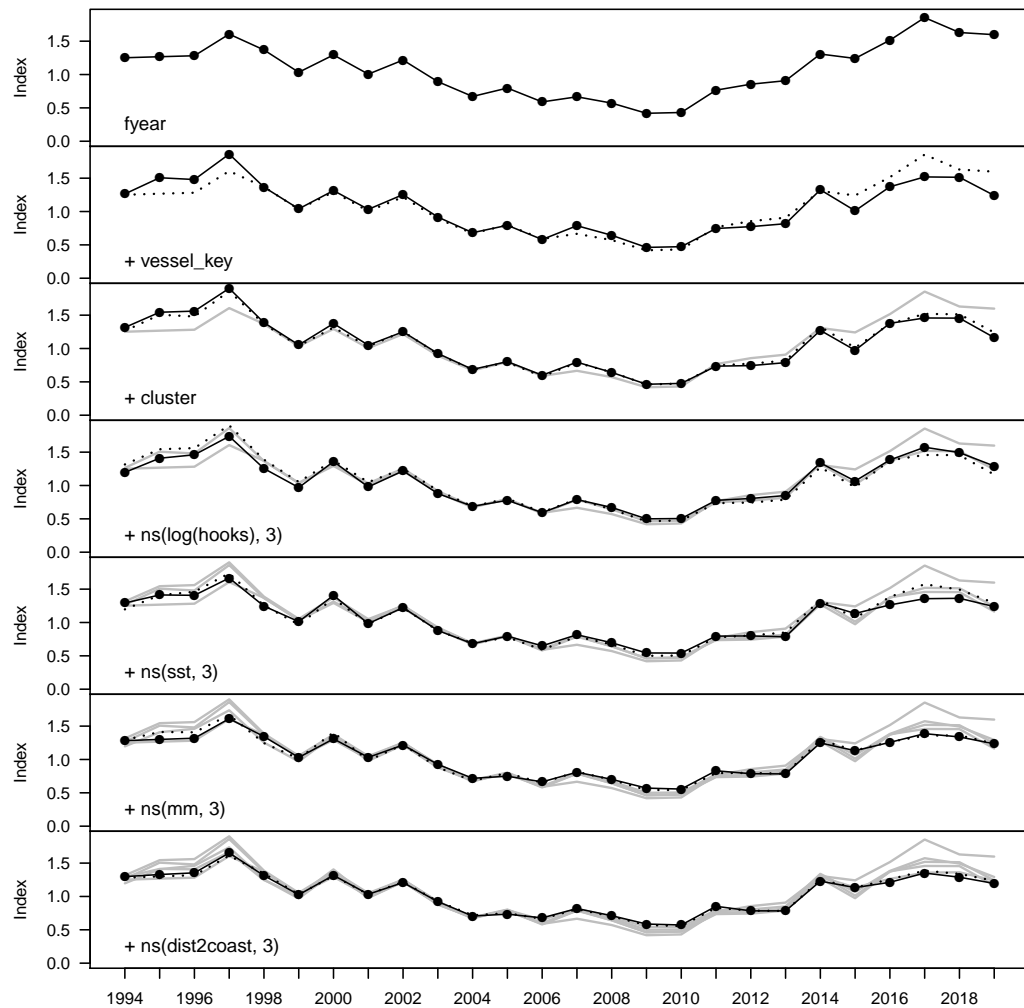 Index
1.5
1.0
0.5
0.0
fyear
Index
1.5
1.0
0.5
0.0
+ vessel_key
Index
1.5
1.0
0.5
0.0
+ cluster
Index
1.5
1.0
0.5
0.0
+ ns(log(hooks), 3)
Index
1.5
1.0
0.5
0.0
+ ns(sst, 3)
Index
1.5
1.0
0.5
0.0
+ ns(mm, 3)
Index
1.5
1.0
0.5
0.0
+ ns(dist2coast, 3)
1994 1996 1998 2000 2002 2004 2006 2008 2010 2012 2014 2016 2018